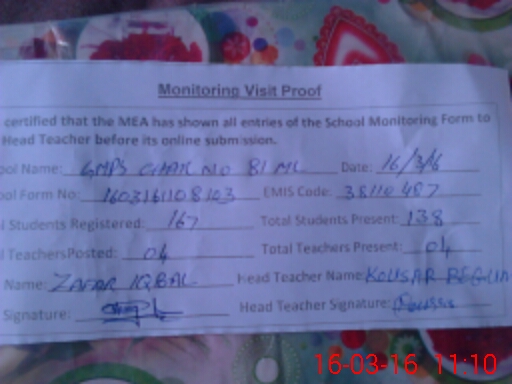 Monitoring Visit Proof
certified that the MEA has shown all entries of the School Monitoring Form to
Head Teacher before its online submission.
ool Name: GMPS CHAK NO 81 ML Date: 16/3/6
ool Form No: 1603161108103 EMIS Code: 38110487
l Students Registered: 167 Total Students Present: 138
l TeachersPosted: 04 Total Teachers Present: 04
Name: ZAFAR IQBAL Head Teacher Name: KOUSAR BEGUM
Signature: Head Teacher Signature:
16-03-16 11:10